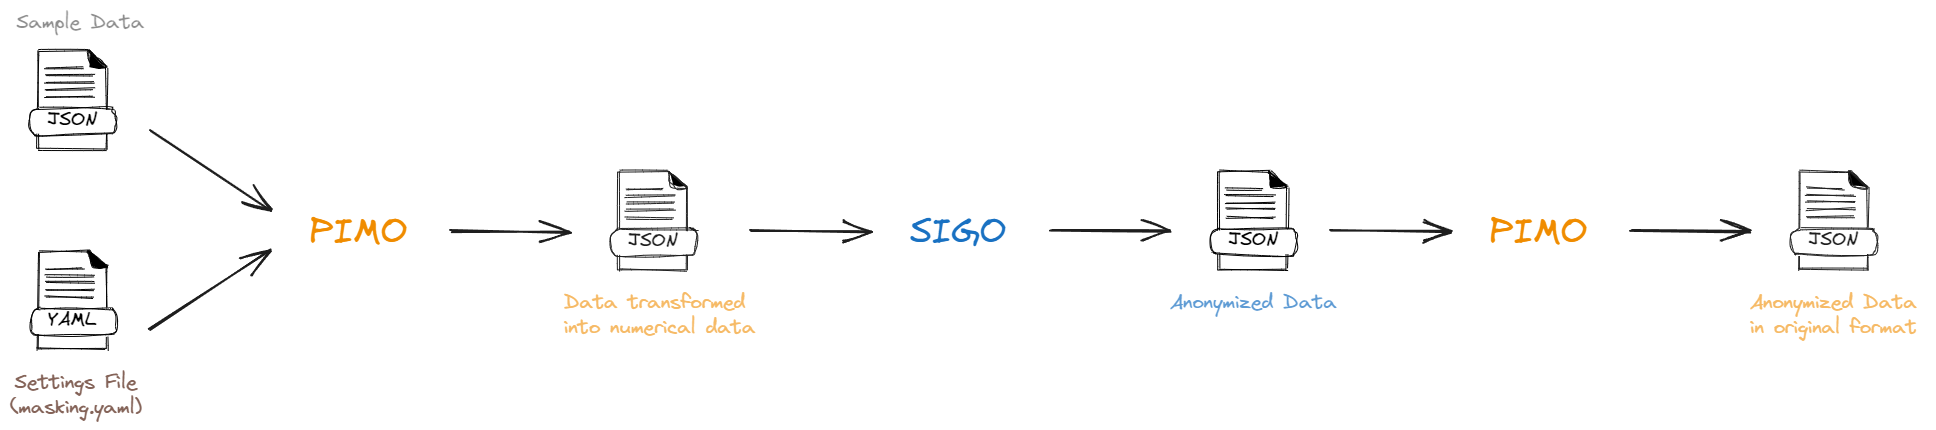 Sample Data
JSON
YAML
Settings File
(masking.yaml)
PIMO
JSON
Data transformed
into numerical data
SIGO
JSON
Anonymized Data
PIMO
JSON
Anonymized Data
in original format